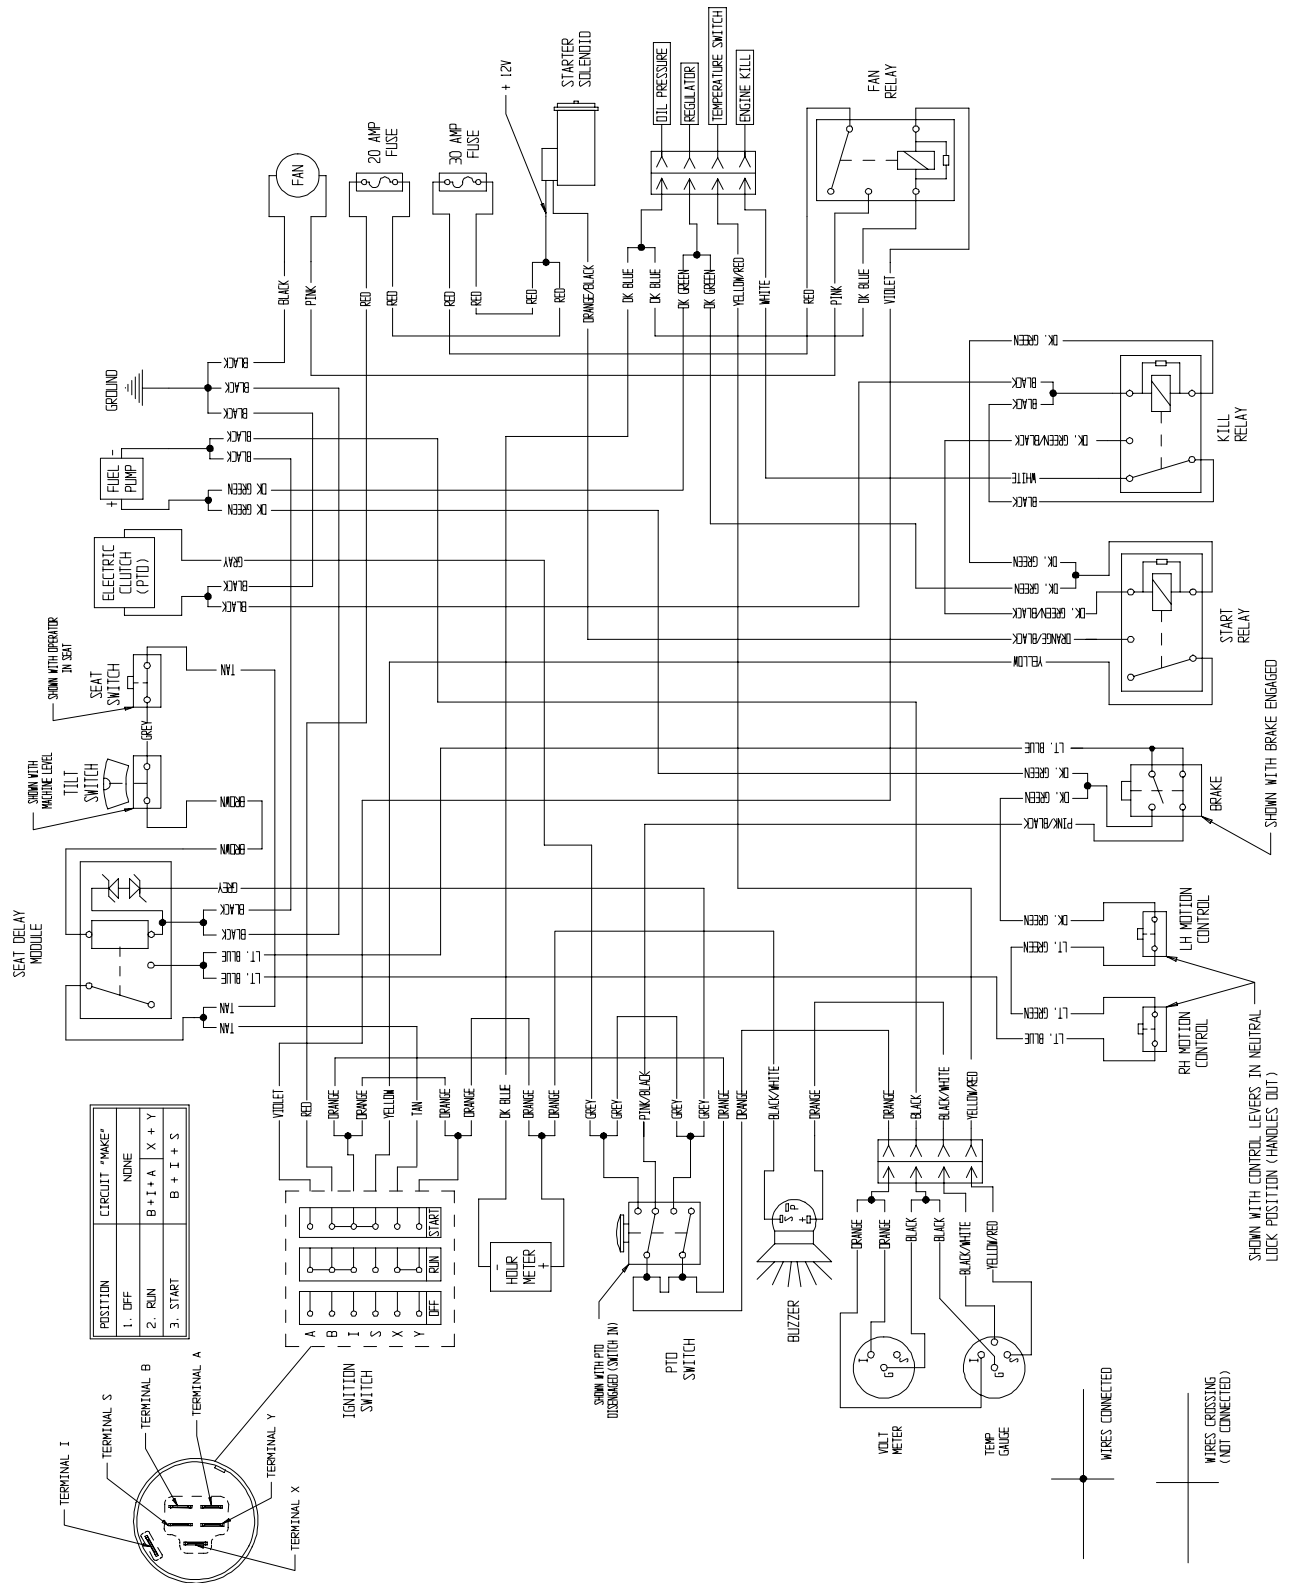 + 12V
STARTER
SOLENOID
OIL PRESSURE
REGULATOR
TEMPERATURE SWITCH
ENGINE KILL
FAN
RELAY
FAN
20 AMP
FUSE
30 AMP
FUSE
BLACK
PINK
RED
RED
RED
RED
RED
RED
ORANGE/BLACK
DK BLUE
DK BLUE
DK GREEN
DK GREEN
YELLOW/RED
WHITE
RED
PINK
DK BLUE
VIOLET
GROUND
BLACK
BLACK
BLACK
BLACK
BLACK
- FUEL +
PUMP
DK GREEN
DK GREEN
ELECTRIC
CLUTCH
(PTO)
GRAY
BLACK
BLACK
DK. GREEN
BLACK
BLACK
DK. GREEN/BLACK
WHITE
BLACK
KILL
RELAY
DK. GREEN
DK. GREEN
DK. GREEN/BLACK
ORANGE/BLACK
YELLOW
START
RELAY
SHOWN WITH OPERATOR
IN SEAT
SEAT
SWITCH
TAN
GREY
SHOWN WITH
MACHINE LEVEL
TILT
SWITCH
BROWN
BROWN
LT. BLUE
DK. GREEN
DK. GREEN
PINK/BLACK
BRAKE
SHOWN WITH BRAKE ENGAGED
SEAT DELAY
MODULE
GREY
BLACK
BLACK
LT. BLUE
LT. BLUE
TAN
TAN
DK. GREEN
LT. GREEN
LT. GREEN
LT. BLUE
LH MOTION
CONTROL
RH MOTION
CONTROL
SHOWN WITH CONTROL LEVERS IN NEUTRAL
LOCK POSITION (HANDLES OUT)
VIOLET
RED
ORANGE
ORANGE
YELLOW
TAN
ORANGE
DK BLUE
ORANGE
ORANGE
GREY
GREY
PINK/BLACK
GREY
GREY
ORANGE
ORANGE
BLACK/WHITE
ORANGE
ORANGE
BLACK
BLACK/WHITE
YELLOW/RED
POSITION CIRCUIT "MAKE"
1. OFF NONE
2. RUN B + I + A X + Y
3. START B + I + S
START
RUN
OFF
A B I S X Y
IGNITION
SWITCH
- HOUR
METER +
SHOWN WITH PTO
DISENGAGED (SWITCH IN)
PTO
SWITCH
S P +
BUZZER
ORANGE
ORANGE
BLACK
BLACK
BLACK/WHITE
YELLOW/RED
I S G
I S G
VOLT
METER
TEMP
GAUGE
TERMINAL I
TERMINAL S
TERMINAL B
TERMINAL A
TERMINAL Y
TERMINAL X
WIRES CONNECTED
WIRES CROSSING
(NOT CONNECTED)